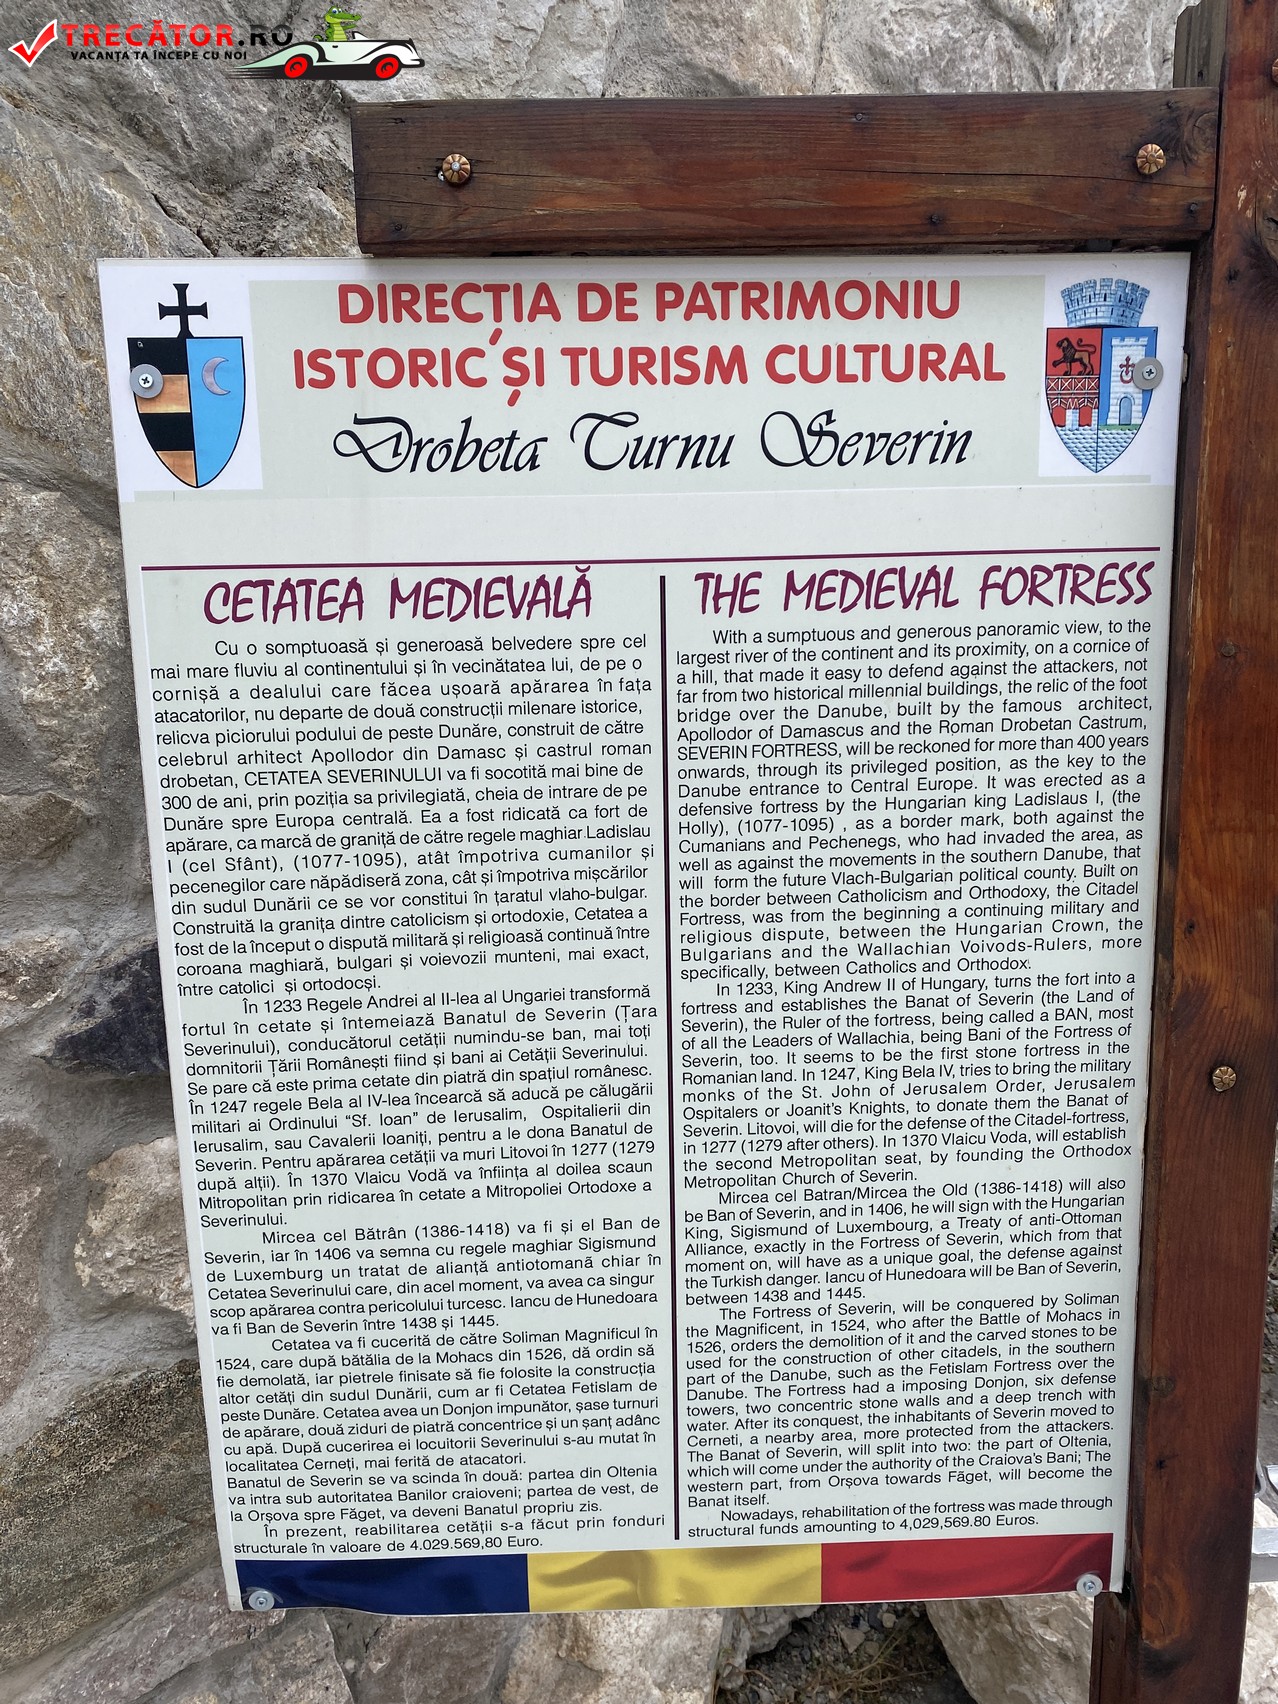 TRECĂTOR.RO
VACANȚA TA ÎNCEPE CU NOI
DIRECȚIA DE PATRIMONIU
ISTORIC ȘI TURISM CULTURAL
Drobeta Turnu Severin
CETATEA MEDIEVALĂ
Cu o somptuoasă și generoasă belvedere spre cel
mai mare fluviu al continentului și în vecinătatea lui, de pe o
cornișă a dealului care făcea ușoară apărarea în fața
atacatorilor, nu departe de două construcții milenare istorice,
relicva piciorului podului de peste Dunăre, construit de către
celebrul arhitect Apollodor din Damasc și castrul roman
drobetan, CETATEA SEVERINULUI va fi socotită mai bine de
300 de ani, prin poziția sa privilegiată, cheia de intrare de pe
Dunăre spre Europa centrală. Ea a fost ridicată ca fort de
apărare, ca marcă de graniță de către regele maghiar Ladislau
I (cel Sfânt), (1077-1095), atât împotriva cumanilor și
pecenegilor care năpădiseră zona, cât și împotriva mișcărilor
din sudul Dunării ce se vor constitui în țaratul vlaho-bulgar.
Construită la granița dintre catolicism și ortodoxie, Cetatea a
fost de la început o dispută militară și religioasă continuă între
coroana maghiară, bulgari și voievozii munteni, mai exact,
între catolici și ortodocși.
În 1233 Regele Andrei al II-lea al Ungariei transformă
fortul în cetate și întemeiază Banatul de Severin (Țara
Severinului), conducătorul cetății numindu-se ban, mai toți
domnitorii Țării Românești fiind și bani ai Cetății Severinului.
Se pare că este prima cetate din piatră din spațiul românesc.
În 1247 regele Bela al IV-lea încearcă să aducă pe călugării
militari ai Ordinului "Sf. Ioan" de Ierusalim, Ospitalierii din
Ierusalim, sau Cavalerii Ioaniți, pentru a le dona Banatul de
Severin. Pentru apărarea cetății va muri Litovoi în 1277 (1279
după alții). În 1370 Vlaicu Vodă va înființa al doilea scaun
Mitropolitan prin ridicarea în cetate a Mitropoliei Ortodoxe a
Severinului.
Mircea cel Bătrân (1386-1418) va fi și el Ban de
Severin, iar în 1406 va semna cu regele maghiar Sigismund
de Luxemburg un tratat de alianță antiotomană chiar în
Cetatea Severinului care, din acel moment, va avea ca singur
scop apărarea contra pericolului turcesc. Iancu de Hunedoara
va fi Ban de Severin între 1438 și 1445.
Cetatea va fi cucerită de către Soliman Magnificul în
1524, care după bătălia de la Mohacs din 1526, dă ordin să
fie demolată, iar pietrele finisate să fie folosite la construcția
altor cetăți din sudul Dunării, cum ar fi Cetatea Fetislam de
peste Dunăre. Cetatea avea un Donjon impunător, șase turnuri
de apărare, două ziduri de piatră concentrice și un șanț adânc
cu apă. După cucerirea ei locuitorii Severinului s-au mutat în
localitatea Cerneți, mai ferită de atacatori.
Banatul de Severin se va scinda în două: partea din Oltenia
va intra sub autoritatea Banilor craioveni; partea de vest, de
la Orșova spre Făget, va deveni Banatul propriu zis.
În prezent, reabilitarea cetății s-a făcut prin fonduri
structurale în valoare de 4.029.569,80 Euro.
THE MEDIEVAL FORTRESS
With a sumptuous and generous panoramic view, to the
largest river of the continent and its proximity, on a cornice of
a hill, that made it easy to defend against the attackers, not
far from two historical millennial buildings, the relic of the foot
bridge over the Danube, built by the famous architect,
Apollodor of Damascus and the Roman Drobetan Castrum,
SEVERIN FORTRESS, will be reckoned for more than 400 years
onwards, through its privileged position, as the key to the
Danube entrance to Central Europe. It was erected as a
defensive fortress by the Hungarian king Ladislaus I, (the
Holly), (1077-1095) , as a border mark, both against the
Cumanians and Pechenegs, who had invaded the area, as
well as against the movements in the southern Danube, that
will form the future Vlach-Bulgarian political county. Built on
the border between Catholicism and Orthodoxy, the Citadel
Fortress, was from the beginning a continuing military and
religious dispute, between the Hungarian Crown, the
Bulgarians and the Wallachian Voivods-Rulers, more
specifically, between Catholics and Orthodox.
In 1233, King Andrew II of Hungary, turns the fort into a
fortress and establishes the Banat of Severin (the Land of
Severin), the Ruler of the fortress, being called a BAN, most
of all the Leaders of Wallachia, being Bani of the Fortress of
Severin, too. It seems to be the first stone fortress in the
Romanian land. In 1247, King Bela IV, tries to bring the military
monks of the St. John of Jerusalem Order, Jerusalem
Ospitalers or Joanit's Knights, to donate them the Banat of
Severin. Litovoi, will die for the defense of the Citadel-fortress,
in 1277 (1279 after others). In 1370 Vlaicu Voda, will establish
the second Metropolitan seat, by founding the Orthodox
Metropolitan Church of Severin.
Mircea cel Batran/Mircea the Old (1386-1418) will also
be Ban of Severin, and in 1406, he will sign with the Hungarian
King, Sigismund of Luxembourg, a Treaty of anti-Ottoman
Alliance, exactly in the Fortress of Severin, which from that
moment on, will have as a unique goal, the defense against
the Turkish danger. Iancu of Hunedoara will be Ban of Severin,
between 1438 and 1445.
The Fortress of Severin, will be conquered by Soliman
the Magnificent, in 1524, who after the Battle of Mohacs in
1526, orders the demolition of it and the carved stones to be
used for the construction of other citadels, in the southern
part of the Danube, such as the Fetislam Fortress over the
Danube. The Fortress had a imposing Donjon, six defense
towers, two concentric stone walls and a deep trench with
water. After its conquest, the inhabitants of Severin moved to
Cerneti, a nearby area, more protected from the attackers.
The Banat of Severin, will split into two: the part of Oltenia,
which will come under the authority of the Craiova's Bani; The
western part, from Orșova towards Făget, will become the
Banat itself.
Nowadays, rehabilitation of the fortress was made through
structural funds amounting to 4,029,569.80 Euros.